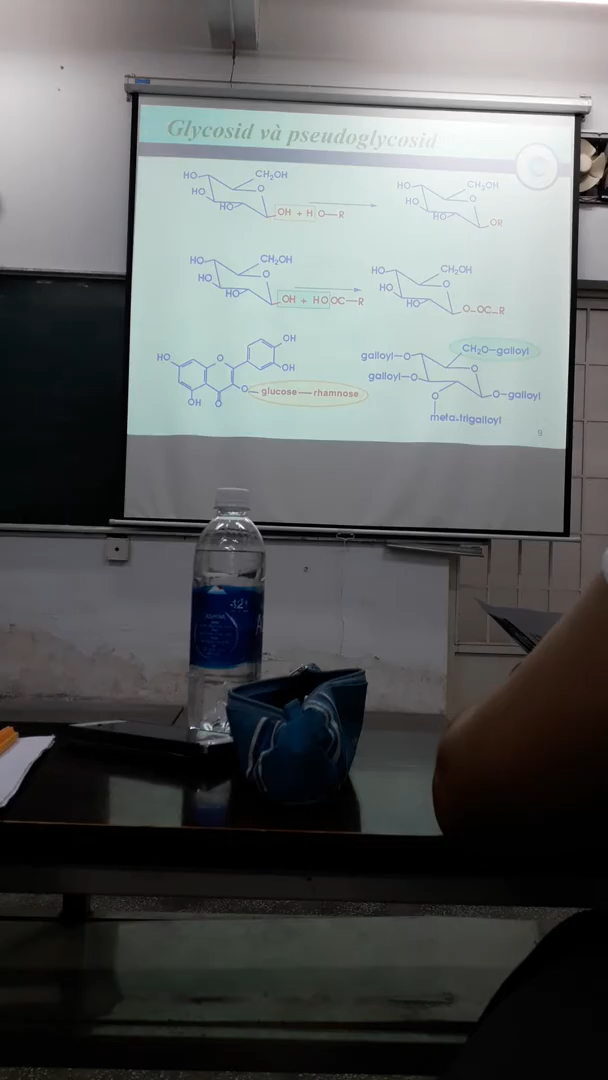 Glycosid và pseudoglycosid
HO CH₂OH
HO O
HO OH + H O—R
HO CH₂OH
HO O
HO OR
HO CH₂OH
HO O
HO OH + HO OC—R
HO CH₂OH
HO O
HO O–OC–R
OH
HO O OH
O glucose—rhamnose
OH O
galloyl—O CH₂O—galloyl
galloyl—O O
O O—galloyl
meta-trigalloyl
9
-12°
A